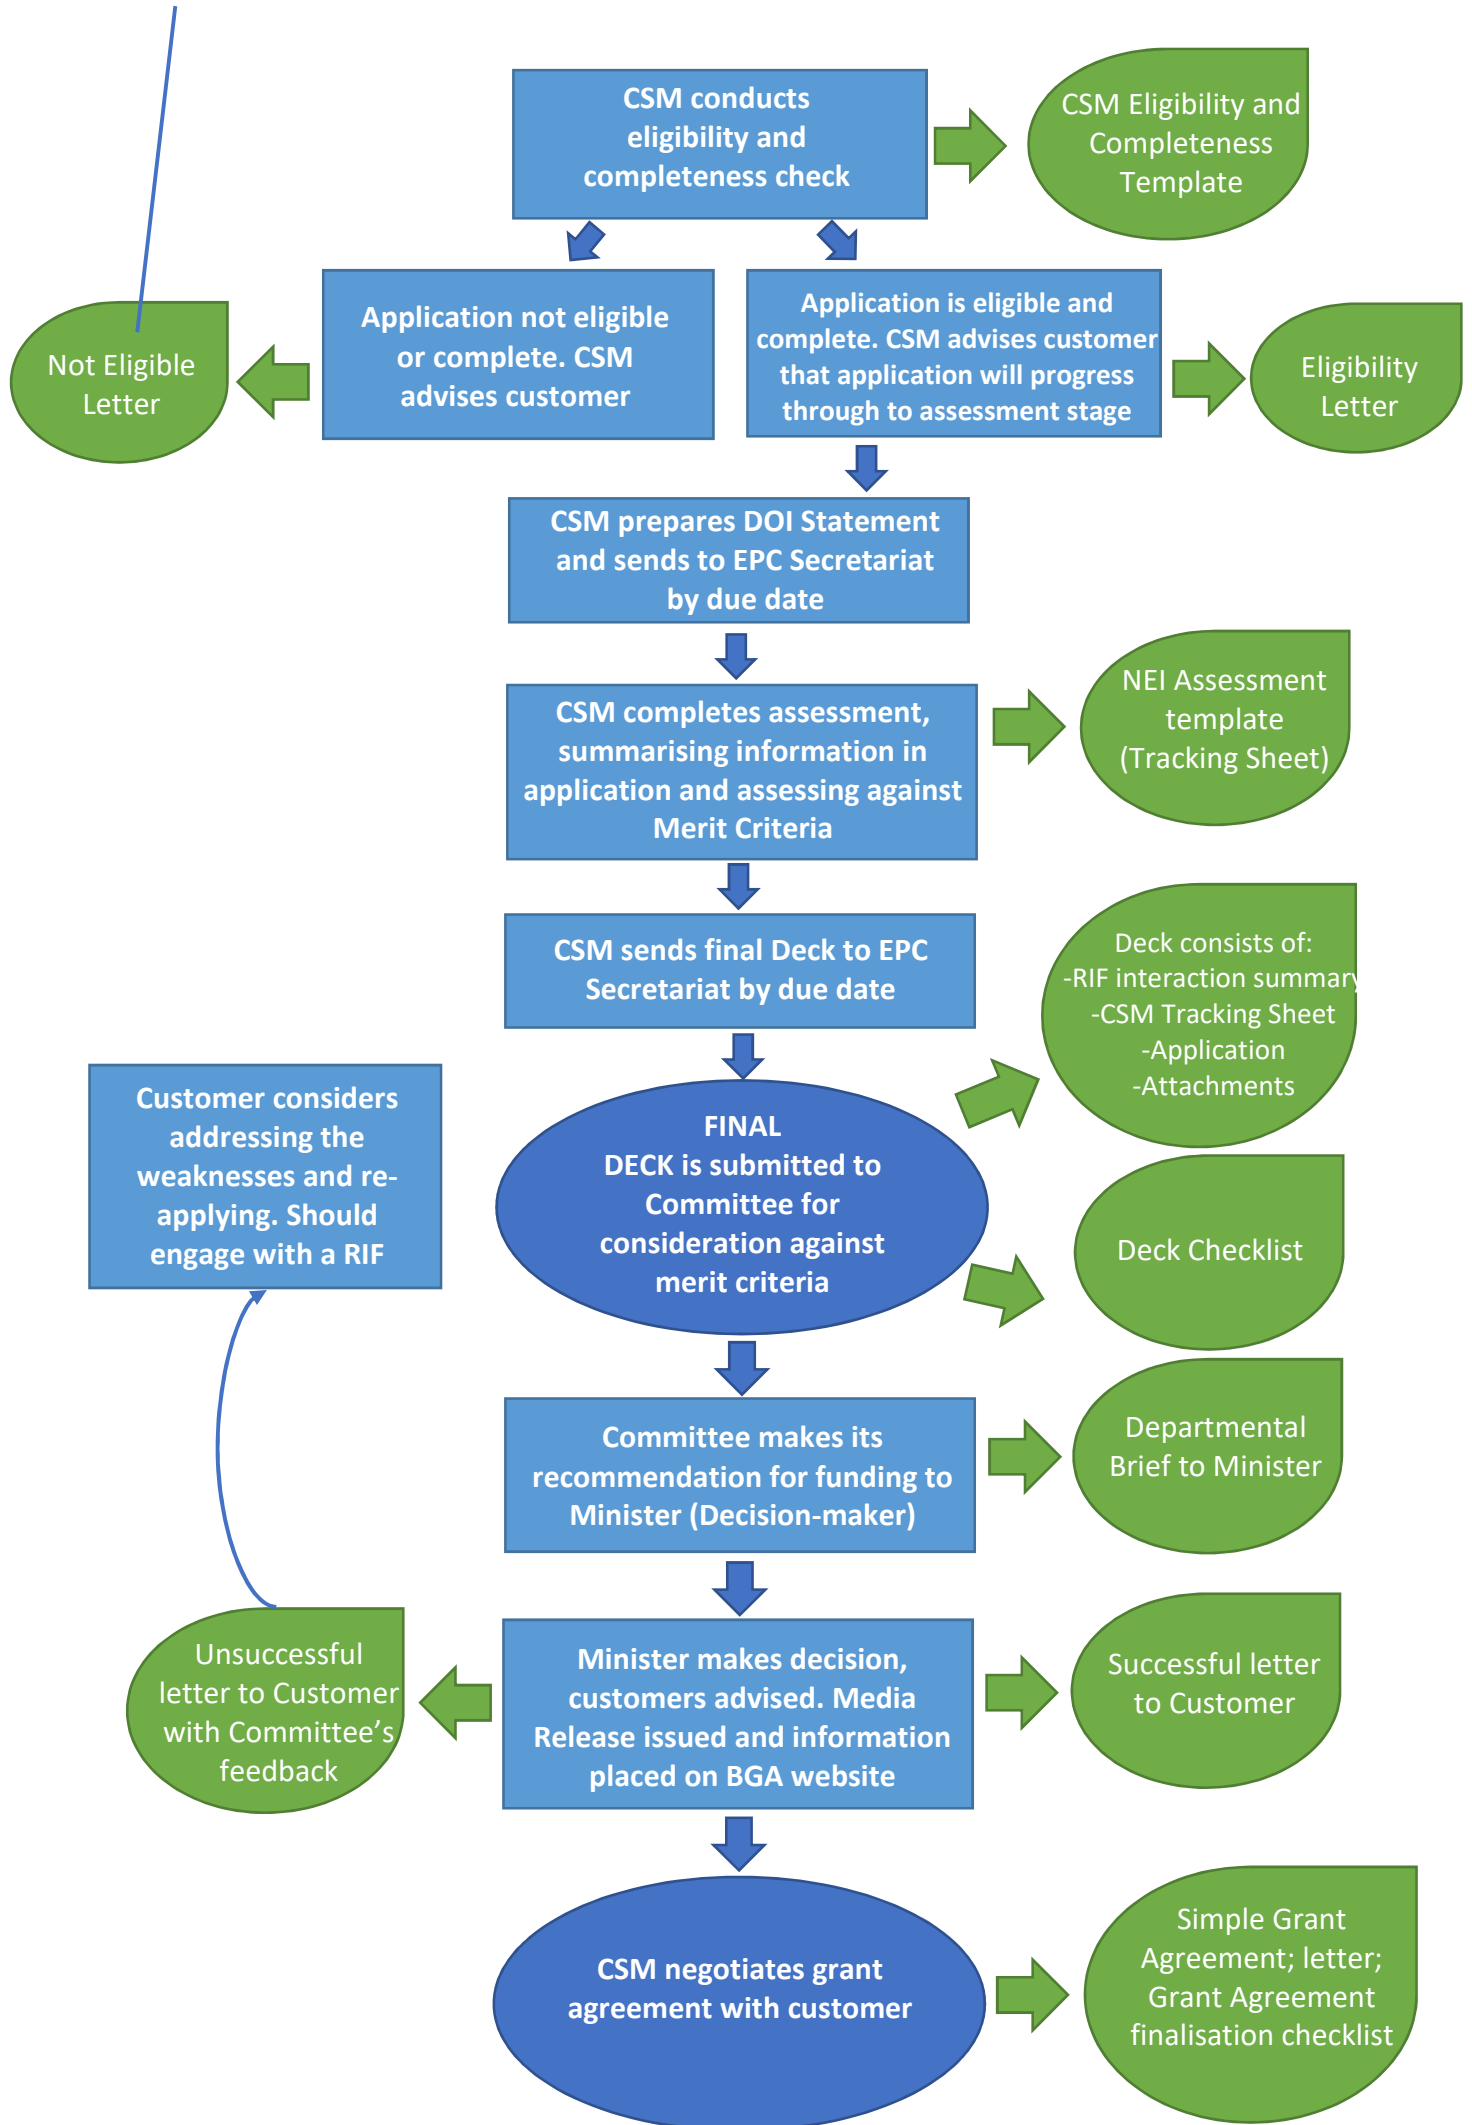 CSM conducts
eligibility and
completeness check
CSM Eligibility and
Completeness
Template
Not Eligible
Letter
Application not eligible
or complete. CSM
advises customer
Application is eligible and
complete. CSM advises customer
that application will progress
through to assessment stage
Eligibility
Letter
CSM prepares DOI Statement
and sends to EPC Secretariat
by due date
CSM completes assessment,
summarising information in
application and assessing against
Merit Criteria
NEI Assessment
template
(Tracking Sheet)
CSM sends final Deck to EPC
Secretariat by due date
Deck consists of:
-RIF interaction summary
-CSM Tracking Sheet
-Application
-Attachments
Customer considers
addressing the
weaknesses and re-
applying. Should
engage with a RIF
FINAL
DECK is submitted to
Committee for
consideration against
merit criteria
Deck Checklist
Committee makes its
recommendation for funding to
Minister (Decision-maker)
Departmental
Brief to Minister
Unsuccessful
letter to Customer
with Committee’s
feedback
Minister makes decision,
customers advised. Media
Release issued and information
placed on BGA website
Successful letter
to Customer
CSM negotiates grant
agreement with customer
Simple Grant
Agreement; letter;
Grant Agreement
finalisation checklist